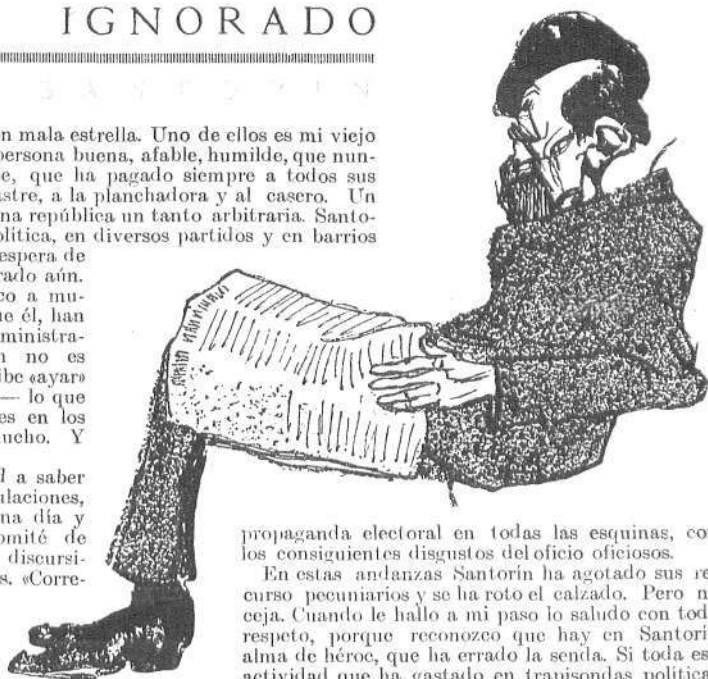 IGNORADO
n mala estrella. Uno de ellos es mi viejo
persona buena, afable, humilde, que nun-
e, que ha pagado siempre a todos sus
astre, a la planchadora y al casero. Un
na república un tanto arbitraria. Santo-
olítica, en diversos partidos y en barrios
espera de
rado aún.
co a mu-
ue él, han
ministra-
n no es
ibe «ayar»
— lo que
es en los
ucho. Y
d a saber
ulaciones,
na día y
omité de
discursi-
s. «Corre-
propaganda electoral en todas las esquinas, con
los consiguientes disgustos del oficio oficiosos.
En estas andanzas Santorín ha agotado sus re-
curso pecuniarios y se ha roto el calzado. Pero n
ceja. Cuando le hallo a mi paso lo saludo con tod
respeto, porque reconozco que hay en Santorí
alma de héroe, que ha errado la senda. Si toda es
actividad que ha gastado en trapisondas política